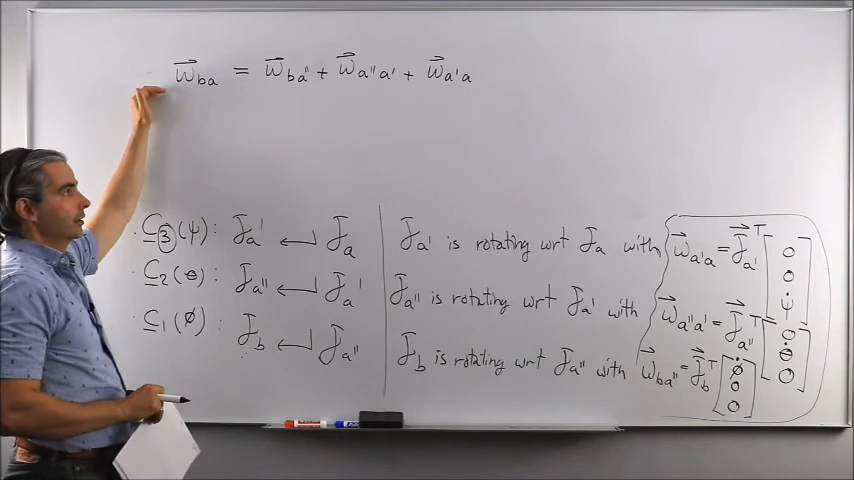 ω⃗ba = ω⃗ba'' + ω⃗a''a' + ω⃗a'a
· C3(ψ): Fa' ← Fa
· C2(θ): Fa'' ← Fa'
· C1(ϕ): Fb ← Fa''
Fa' is rotating wrt Fa with ω⃗a'a = F⃗a'ᵀ [0 0 ψ̇]
Fa'' is rotating wrt Fa' with ω⃗a''a' = F⃗a''ᵀ [0 θ̇ 0]
Fb is rotating wrt Fa'' with ω⃗ba'' = F⃗bᵀ [ϕ̇ 0 0]